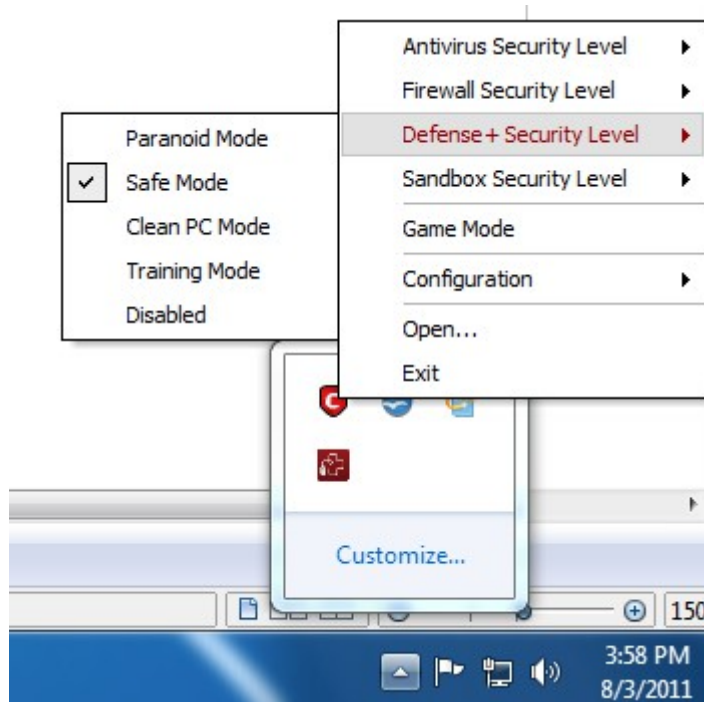 Antivirus Security Level
Firewall Security Level
Defense+ Security Level
Sandbox Security Level
Game Mode
Configuration
Open...
Exit
Paranoid Mode
Safe Mode
Clean PC Mode
Training Mode
Disabled
C
Customize...
150
3:58 PM
8/3/2011